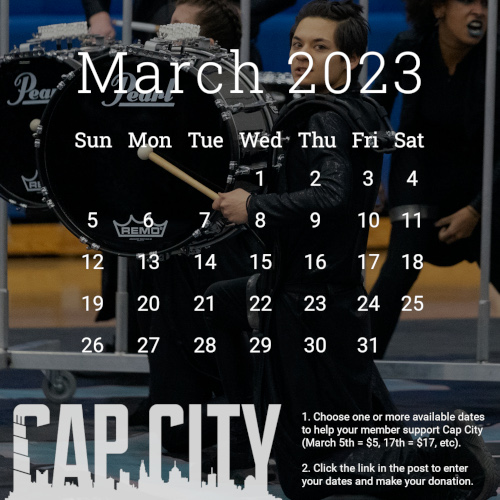 March 2023
Pearl
Pearl
Sun Mon Tue Wed Thu Fri Sat
1 2 3 4
5 6 7 8 9 10 11
REMO
12 13 14 15 16 17 18
19 20 21 22 23 24 25
26 27 28 29 30 31
CAP CITY
1. Choose one or more available dates
to help your member support Cap City
(March 5th = $5, 17th = $17, etc).
2. Click the link in the post to enter
your dates and make your donation.